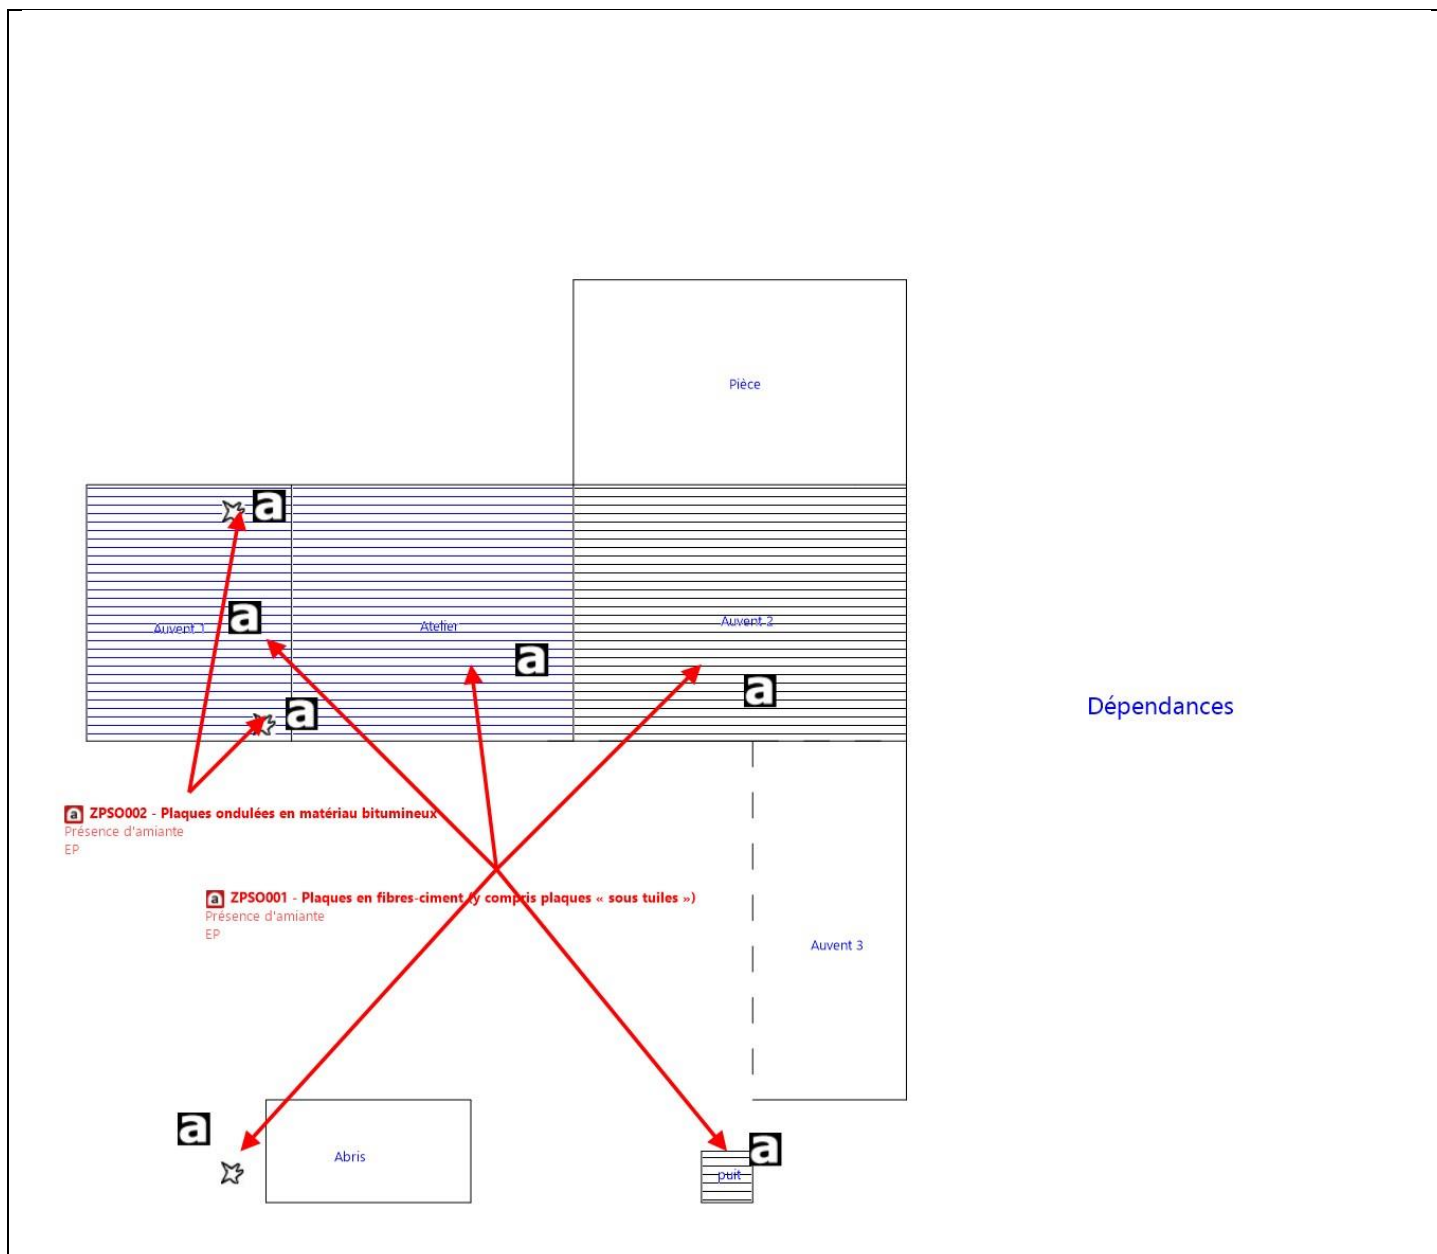 Pièce
a
a
Auvent 1
Atelier
Auvent 2
a
a
a
Dépendances
a ZPSO002 - Plaques ondulées en matériau bitumineux
Présence d'amiante
EP
a ZPSO001 - Plaques en fibres-ciment (y compris plaques « sous tuiles »)
Présence d'amiante
EP
Auvent 3
a
Abris
a
puit